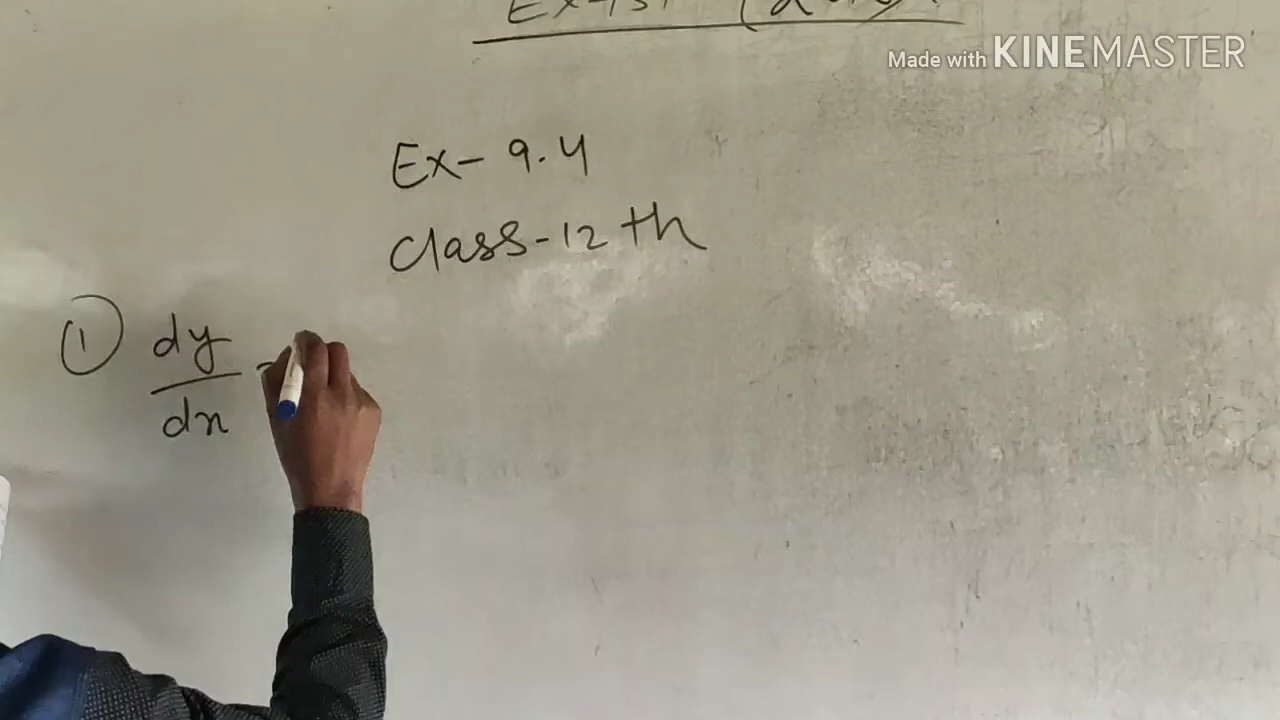 Made with KINEMASTER
Ex- 9.4
Class-12th
① dy
dx